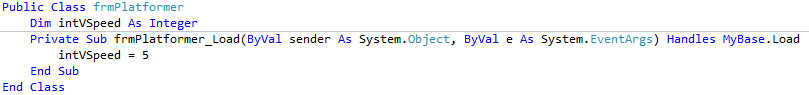 Public Class frmPlatformer
    Dim intVSpeed As Integer
    Private Sub frmPlatformer_Load(ByVal sender As System.Object, ByVal e As System.EventArgs) Handles MyBase.Load
        intVSpeed = 5
    End Sub
End Class